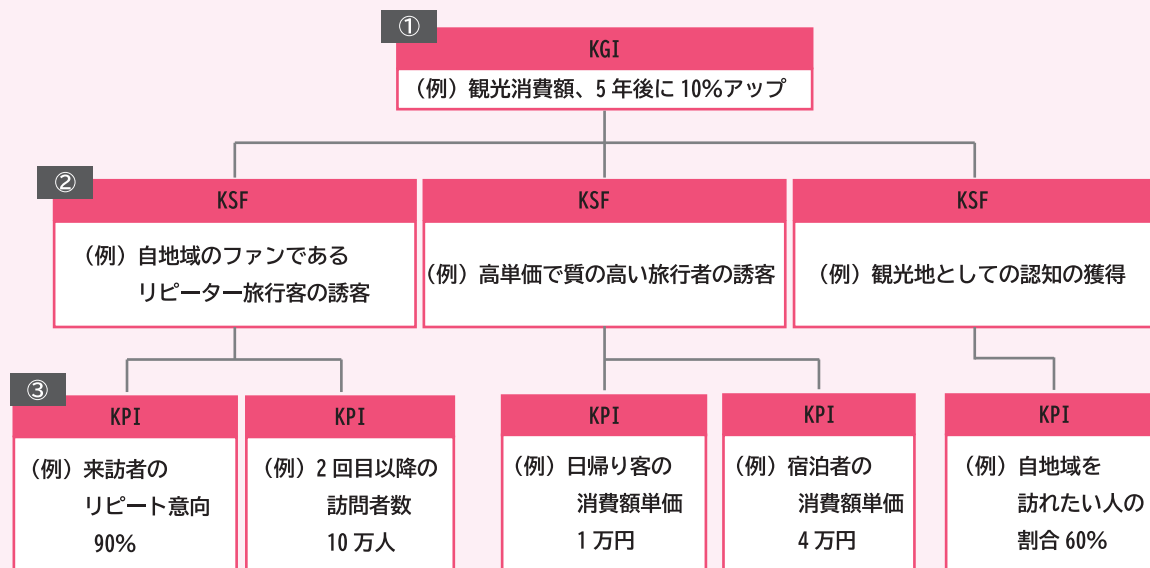 ①
KGI
（例）観光消費額、5 年後に 10％アップ
②
KSF
（例）自地域のファンである
リピーター旅行客の誘客
KSF
（例）高単価で質の高い旅行者の誘客
KSF
（例）観光地としての認知の獲得
③
KPI
（例）来訪者の
リピート意向
90％
KPI
（例）2 回目以降の
訪問者数
10 万人
KPI
（例）日帰り客の
消費額単価
1 万円
KPI
（例）宿泊者の
消費額単価
4 万円
KPI
（例）自地域を
訪れたい人の
割合 60％